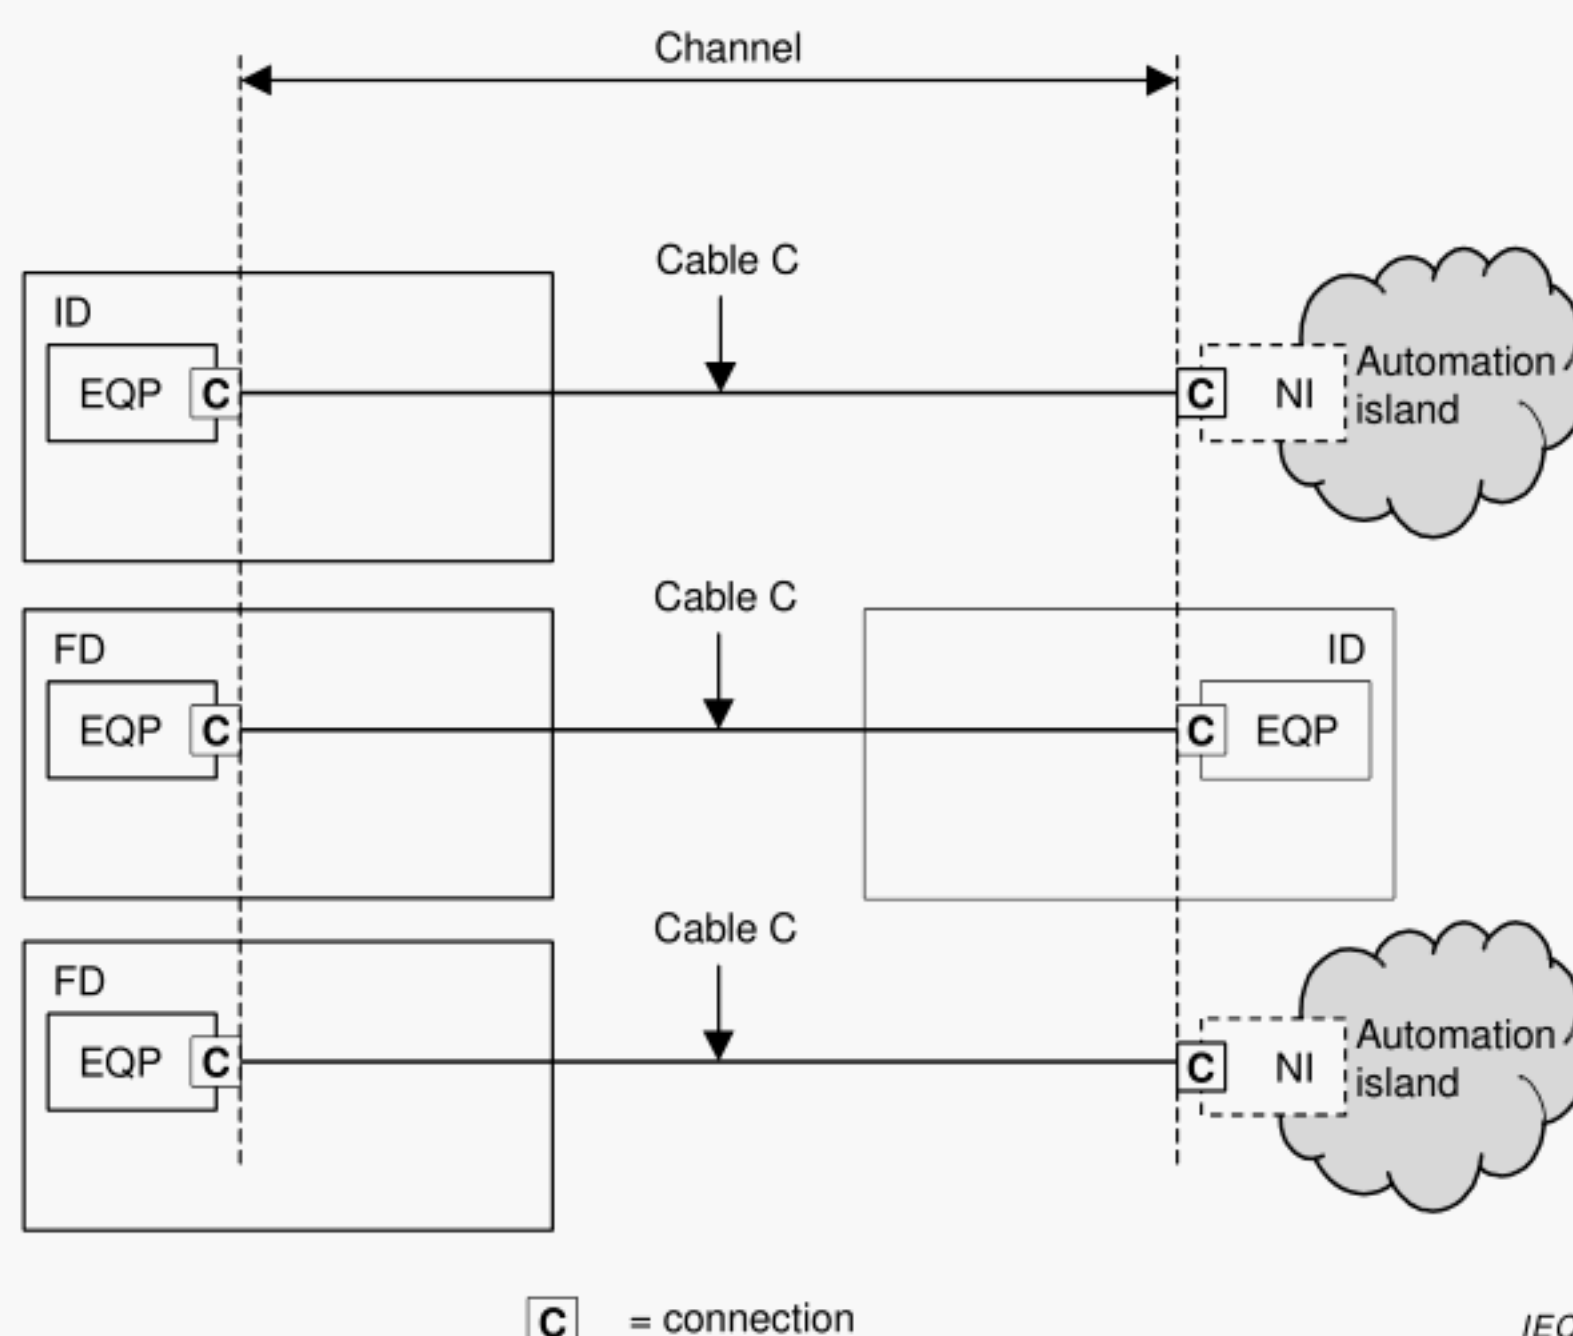 Channel
Cable C
ID
EQP C
C NI
Automation
island
Cable C
FD
EQP C
ID
C EQP
Cable C
FD
EQP C
C NI
Automation
island
C = connection
IEC